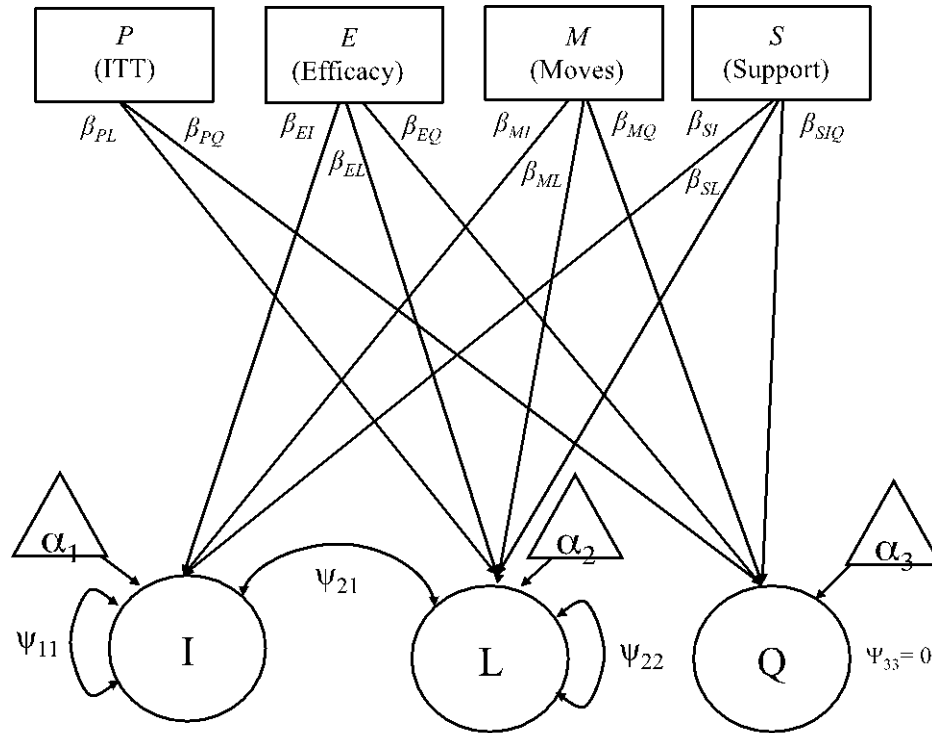 P E M S
(ITT) (Efficacy) (Moves) (Support)
β_PL β_PQ β_EI β_EQ β_MI β_MQ β_SI β_SIQ
β_EL β_ML β_SL
α₁ α₂ α₃
Ψ₂₁
Ψ₁₁ I L Ψ₂₂ Q Ψ₃₃= 0